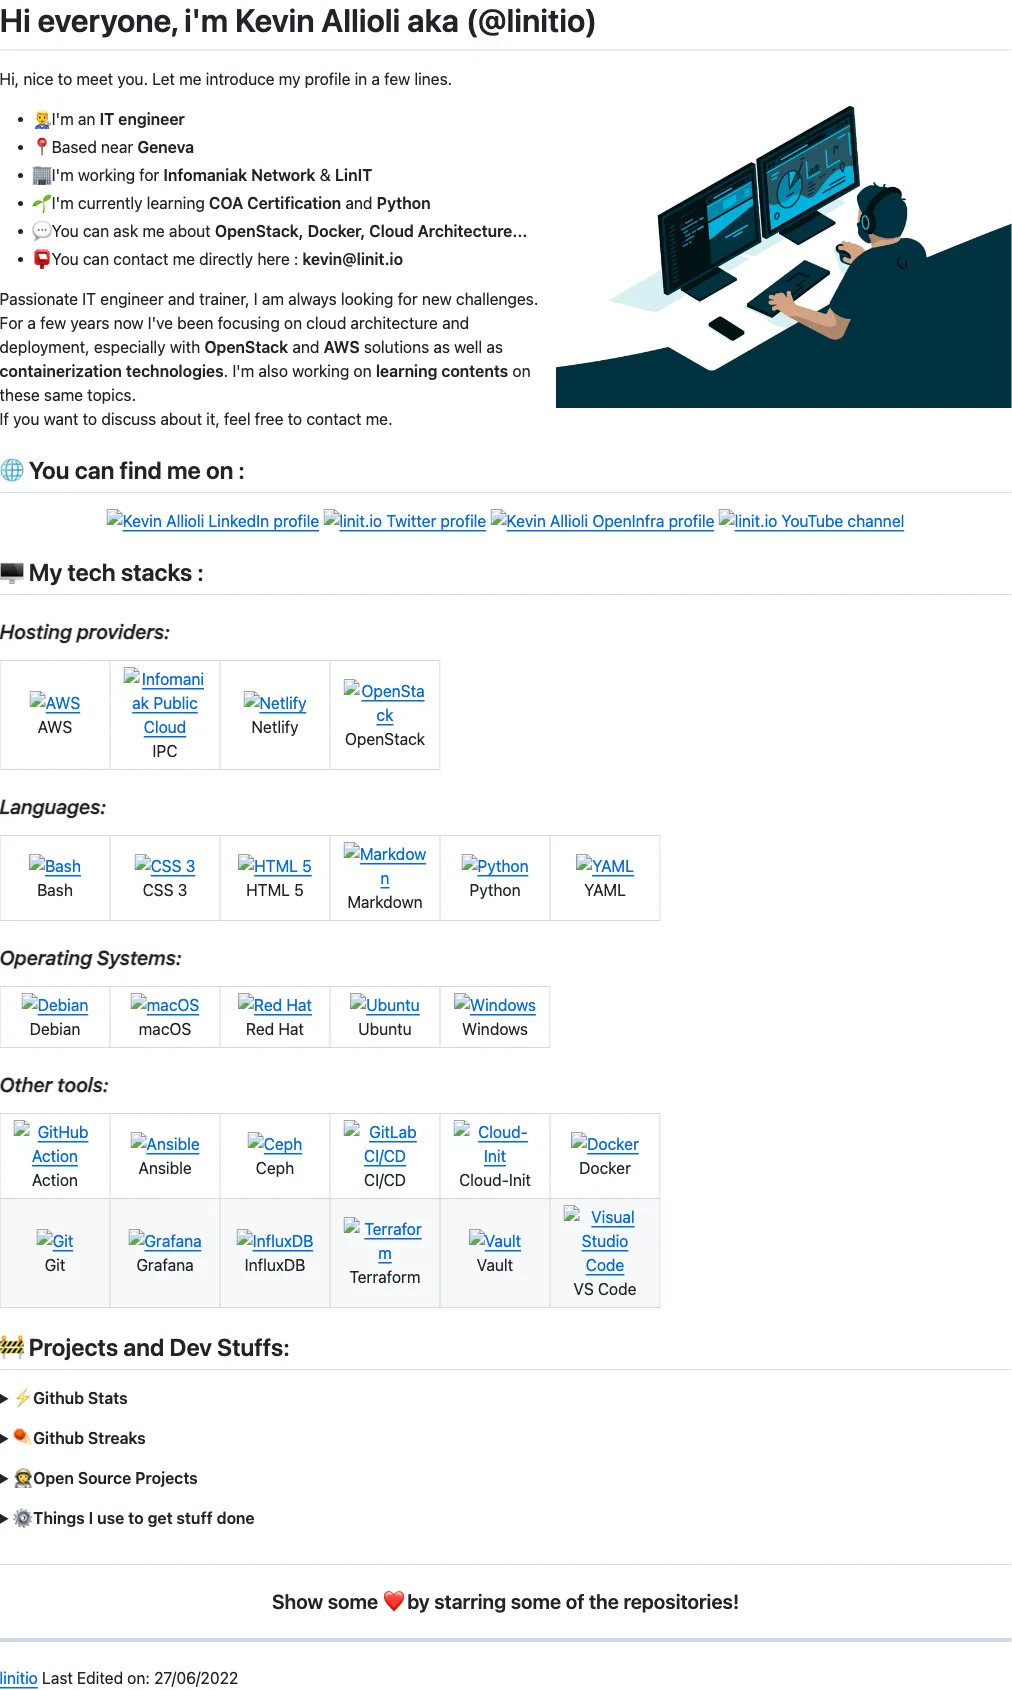 Hi everyone, i'm Kevin Allioli aka (@linitio)
Hi, nice to meet you. Let me introduce my profile in a few lines.
• 👨‍🔧I'm an IT engineer
• 📍Based near Geneva
• 🏢I'm working for Infomaniak Network & LinIT
• 🌱I'm currently learning COA Certification and Python
• 💬You can ask me about OpenStack, Docker, Cloud Architecture...
• 📮You can contact me directly here : kevin@linit.io
Passionate IT engineer and trainer, I am always looking for new challenges.
For a few years now I've been focusing on cloud architecture and
deployment, especially with OpenStack and AWS solutions as well as
containerization technologies. I'm also working on learning contents on
these same topics.
If you want to discuss about it, feel free to contact me.
🌐 You can find me on :
Kevin Allioli LinkedIn profile linit.io Twitter profile Kevin Allioli OpenInfra profile linit.io YouTube channel
🖥️ My tech stacks :
Hosting providers:
AWS
AWS
Infomani
ak Public
Cloud
IPC
Netlify
Netlify
OpenSta
ck
OpenStack
Languages:
Bash
Bash
CSS 3
CSS 3
HTML 5
HTML 5
Markdow
n
Markdown
Python
Python
YAML
YAML
Operating Systems:
Debian
Debian
macOS
macOS
Red Hat
Red Hat
Ubuntu
Ubuntu
Windows
Windows
Other tools:
GitHub
Action
Action
Ansible
Ansible
Ceph
Ceph
GitLab
CI/CD
CI/CD
Cloud-
Init
Cloud-Init
Docker
Docker
Git
Git
Grafana
Grafana
InfluxDB
InfluxDB
Terrafor
m
Terraform
Vault
Vault
Visual
Studio
Code
VS Code
🚧 Projects and Dev Stuffs:
⚡Github Stats
☄️Github Streaks
🧑‍🚀Open Source Projects
⚙️Things I use to get stuff done
Show some ❤️by starring some of the repositories!
linitio Last Edited on: 27/06/2022